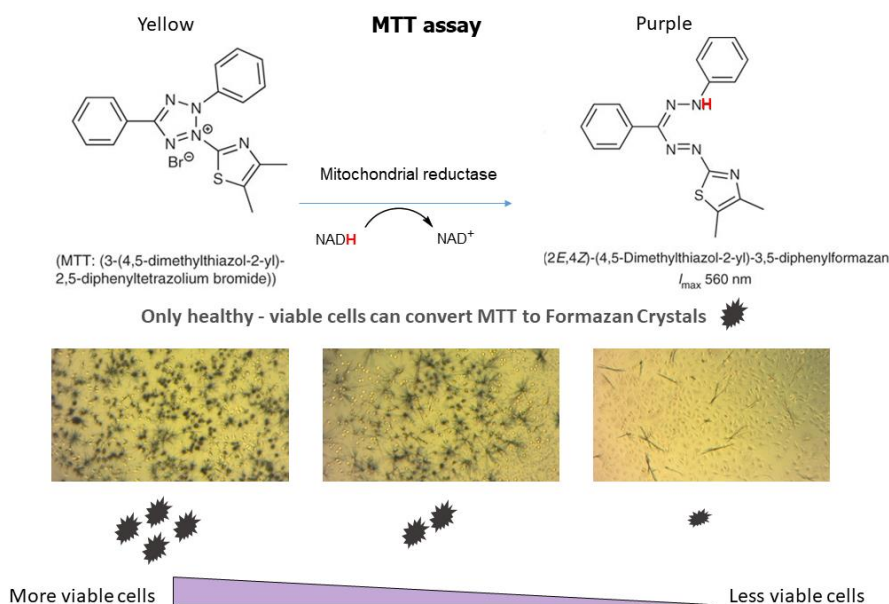 Yellow
MTT assay
Purple
N
N
N
N⊕
Br⊖
N
S
N
NH
N=N
N
S
Mitochondrial reductase
NADH
NAD+
(MTT: (3-(4,5-dimethylthiazol-2-yl)-
2,5-diphenyltetrazolium bromide))
(2E,4Z)-(4,5-Dimethylthiazol-2-yl)-3,5-diphenylformazan
lmax 560 nm
Only healthy - viable cells can convert MTT to Formazan Crystals
More viable cells
Less viable cells